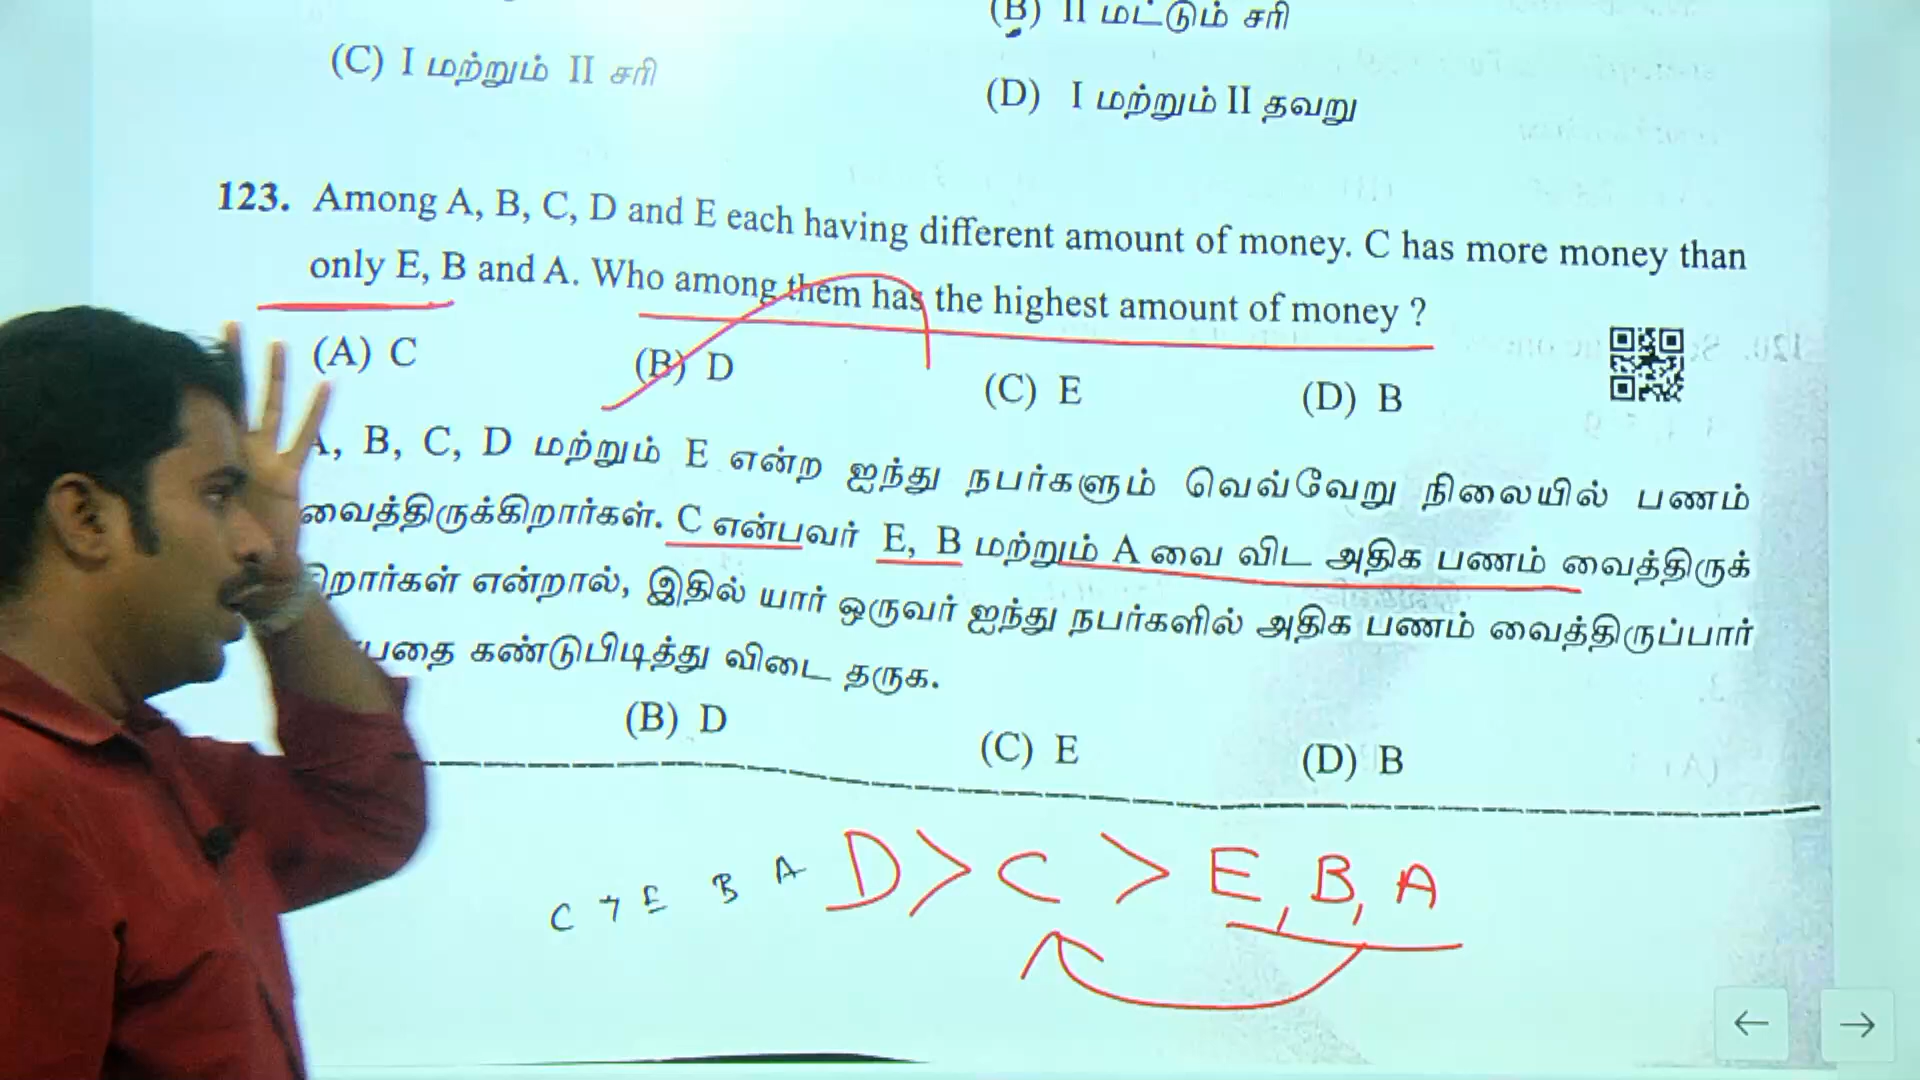 (B) II மட்டும் சரி
(C) I மற்றும் II சரி
(D) I மற்றும் II தவறு
123. Among A, B, C, D and E each having different amount of money. C has more money than
only E, B and A. Who among them has the highest amount of money ?
(A) C (B) D (C) E (D) B
A, B, C, D மற்றும் E என்ற ஐந்து நபர்களும் வெவ்வேறு நிலையில் பணம்
வைத்திருக்கிறார்கள். C என்பவர் E, B மற்றும் A வை விட அதிக பணம் வைத்திருக்
கிறார்கள் என்றால், இதில் யார் ஒருவர் ஐந்து நபர்களில் அதிக பணம் வைத்திருப்பார்
கண்டுபிடித்து விடை தருக.
(B) D (C) E (D) B
C > E B A D > C > E, B, A